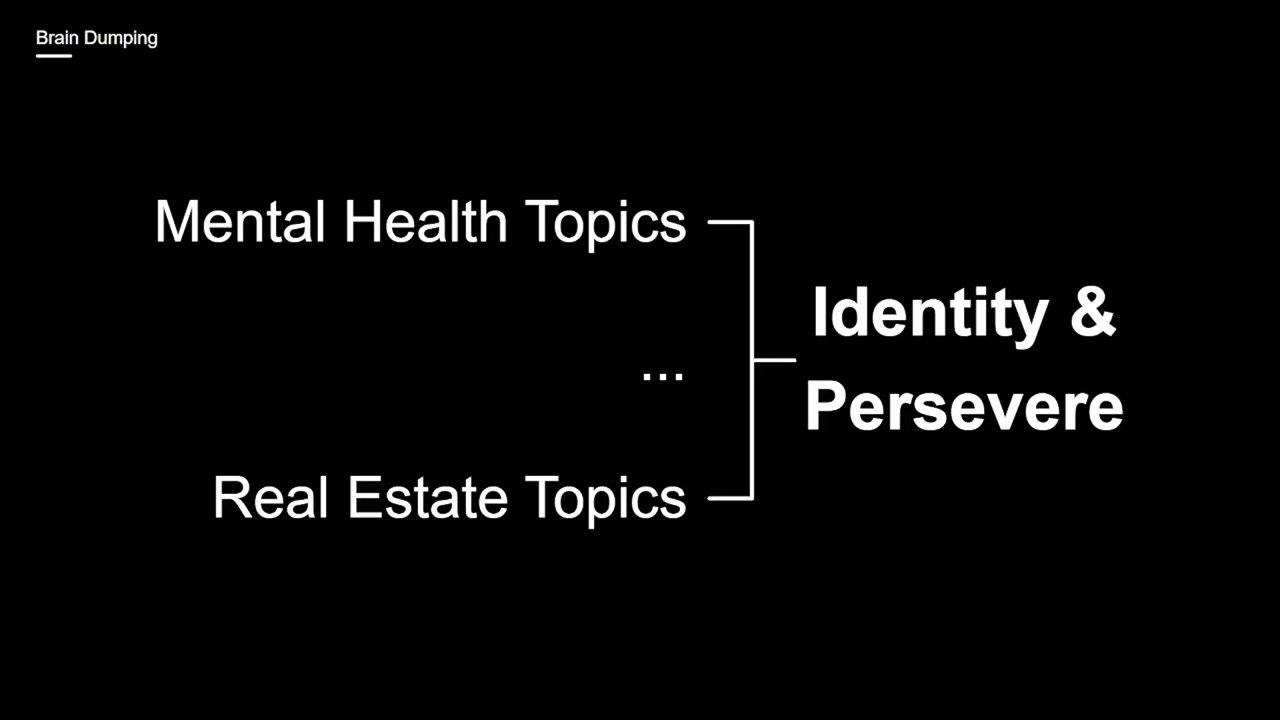 Brain Dumping
Mental Health Topics
Identity &
...
Persevere
Real Estate Topics